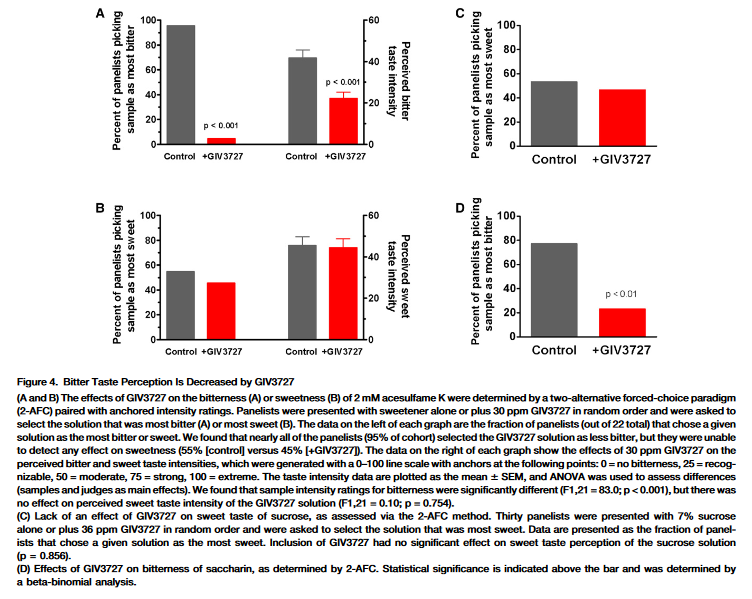 A
Percent of panelists picking
sample as most bitter
100
80
60
40
20
0
p < 0.001
Control +GIV3727
p < 0.001
Control +GIV3727
60
40
20
0
Perceived bitter
taste intensity
C
Percent of panelists picking
sample as most sweet
100
80
60
40
20
0
Control +GIV3727
B
Percent of panelists picking
sample as most sweet
100
80
60
40
20
0
Control +GIV3727
Control +GIV3727
60
40
20
0
Perceived sweet
taste intensity
D
Percent of panelists picking
sample as most bitter
100
80
60
40
20
0
p < 0.01
Control +GIV3727
Figure 4. Bitter Taste Perception Is Decreased by GIV3727
(A and B) The effects of GIV3727 on the bitterness (A) or sweetness (B) of 2 mM acesulfame K were determined by a two-alternative forced-choice paradigm
(2-AFC) paired with anchored intensity ratings. Panelists were presented with sweetener alone or plus 30 ppm GIV3727 in random order and were asked to
select the solution that was most bitter (A) or most sweet (B). The data on the left of each graph are the fraction of panelists (out of 22 total) that chose a given
solution as the most bitter or sweet. We found that nearly all of the panelists (95% of cohort) selected the GIV3727 solution as less bitter, but they were unable
to detect any effect on sweetness (55% [control] versus 45% [+GIV3727]). The data on the right of each graph show the effects of 30 ppm GIV3727 on the
perceived bitter and sweet taste intensities, which were generated with a 0–100 line scale with anchors at the following points: 0 = no bitterness, 25 = recog-
nizable, 50 = moderate, 75 = strong, 100 = extreme. The taste intensity data are plotted as the mean ± SEM, and ANOVA was used to assess differences
(samples and judges as main effects). We found that sample intensity ratings for bitterness were significantly different (F1,21 = 83.0; p < 0.001), but there was
no effect on perceived sweet taste intensity of the GIV3727 solution (F1,21 = 0.10; p = 0.754).
(C) Lack of an effect of GIV3727 on sweet taste of sucrose, as assessed via the 2-AFC method. Thirty panelists were presented with 7% sucrose
alone or plus 36 ppm GIV3727 in random order and were asked to select the solution that was most sweet. Data are presented as the fraction of panel-
ists that chose a given solution as the most sweet. Inclusion of GIV3727 had no significant effect on sweet taste perception of the sucrose solution
(p = 0.856).
(D) Effects of GIV3727 on bitterness of saccharin, as determined by 2-AFC. Statistical significance is indicated above the bar and was determined by
a beta-binomial analysis.